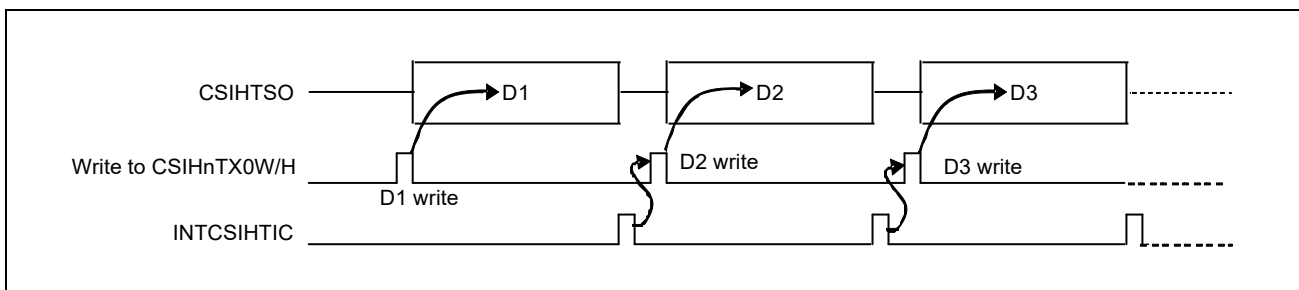 CSIHTSO
D1
D2
D3
Write to CSIHnTX0W/H
D1 write
D2 write
D3 write
INTCSIHTIC